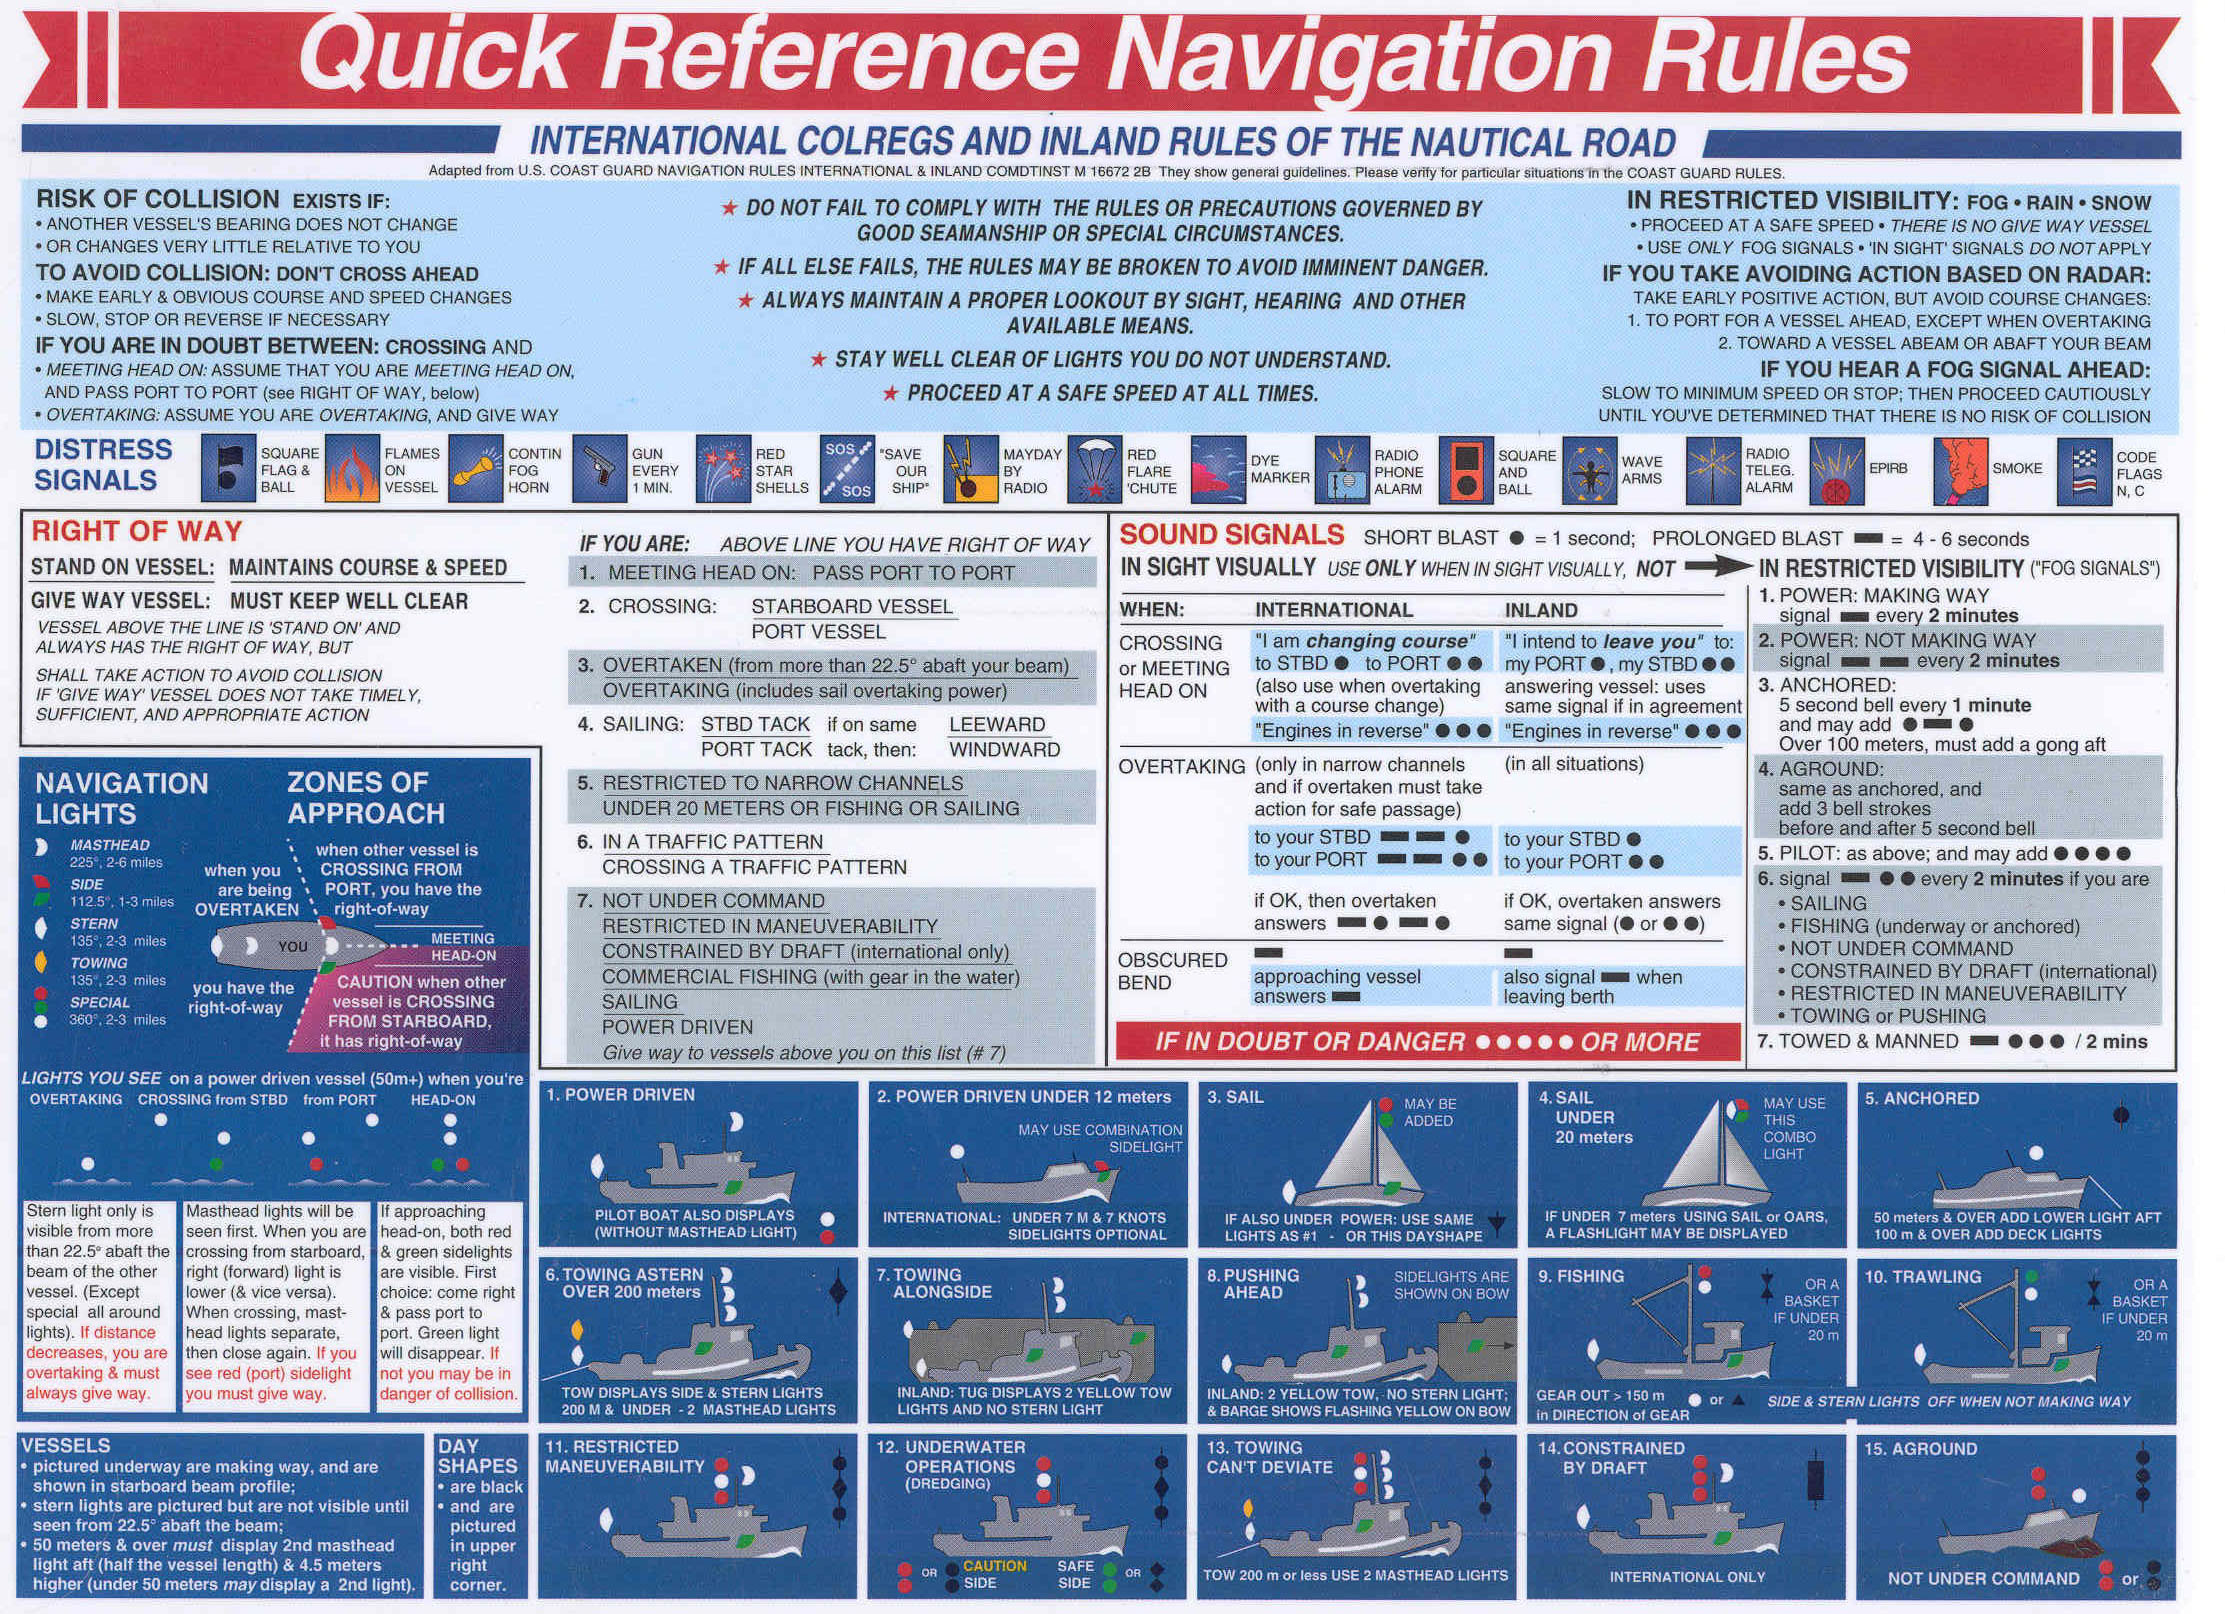 Quick Reference Navigation Rules
INTERNATIONAL COLREGS AND INLAND RULES OF THE NAUTICAL ROAD
Adapted from U.S. COAST GUARD NAVIGATION RULES INTERNATIONAL & INLAND COMDTINST M 16672 2B They show general guidelines. Please verify for particular situations in the COAST GUARD RULES.
RISK OF COLLISION EXISTS IF:
• ANOTHER VESSEL'S BEARING DOES NOT CHANGE
• OR CHANGES VERY LITTLE RELATIVE TO YOU
TO AVOID COLLISION: DON'T CROSS AHEAD
• MAKE EARLY & OBVIOUS COURSE AND SPEED CHANGES
• SLOW, STOP OR REVERSE IF NECESSARY
IF YOU ARE IN DOUBT BETWEEN: CROSSING AND
• MEETING HEAD ON: ASSUME THAT YOU ARE MEETING HEAD ON,
AND PASS PORT TO PORT (see RIGHT OF WAY, below)
• OVERTAKING: ASSUME YOU ARE OVERTAKING, AND GIVE WAY
★ DO NOT FAIL TO COMPLY WITH THE RULES OR PRECAUTIONS GOVERNED BY
GOOD SEAMANSHIP OR SPECIAL CIRCUMSTANCES.
★ IF ALL ELSE FAILS, THE RULES MAY BE BROKEN TO AVOID IMMINENT DANGER.
★ ALWAYS MAINTAIN A PROPER LOOKOUT BY SIGHT, HEARING AND OTHER
AVAILABLE MEANS.
★ STAY WELL CLEAR OF LIGHTS YOU DO NOT UNDERSTAND.
★ PROCEED AT A SAFE SPEED AT ALL TIMES.
IN RESTRICTED VISIBILITY: FOG • RAIN • SNOW
• PROCEED AT A SAFE SPEED • THERE IS NO GIVE WAY VESSEL
• USE ONLY FOG SIGNALS • 'IN SIGHT' SIGNALS DO NOT APPLY
IF YOU TAKE AVOIDING ACTION BASED ON RADAR:
TAKE EARLY POSITIVE ACTION, BUT AVOID COURSE CHANGES:
1. TO PORT FOR A VESSEL AHEAD, EXCEPT WHEN OVERTAKING
2. TOWARD A VESSEL ABEAM OR ABAFT YOUR BEAM
IF YOU HEAR A FOG SIGNAL AHEAD:
SLOW TO MINIMUM SPEED OR STOP; THEN PROCEED CAUTIOUSLY
UNTIL YOU'VE DETERMINED THAT THERE IS NO RISK OF COLLISION
DISTRESS
SIGNALS
SQUARE
FLAG &
BALL
FLAMES
ON
VESSEL
CONTIN
FOG
HORN
GUN
EVERY
1 MIN.
RED
STAR
SHELLS
SOS
SOS
"SAVE
OUR
SHIP"
MAYDAY
BY
RADIO
RED
FLARE
'CHUTE
DYE
MARKER
RADIO
PHONE
ALARM
SQUARE
AND
BALL
WAVE
ARMS
RADIO
TELEG.
ALARM
EPIRB
SMOKE
CODE
FLAGS
N, C
RIGHT OF WAY
STAND ON VESSEL: MAINTAINS COURSE & SPEED
GIVE WAY VESSEL: MUST KEEP WELL CLEAR
VESSEL ABOVE THE LINE IS 'STAND ON' AND
ALWAYS HAS THE RIGHT OF WAY, BUT
SHALL TAKE ACTION TO AVOID COLLISION
IF 'GIVE WAY' VESSEL DOES NOT TAKE TIMELY,
SUFFICIENT, AND APPROPRIATE ACTION
IF YOU ARE: ABOVE LINE YOU HAVE RIGHT OF WAY
1. MEETING HEAD ON: PASS PORT TO PORT
2. CROSSING: STARBOARD VESSEL
PORT VESSEL
3. OVERTAKEN (from more than 22.5° abaft your beam)
OVERTAKING (includes sail overtaking power)
4. SAILING: STBD TACK if on same LEEWARD
PORT TACK tack, then: WINDWARD
5. RESTRICTED TO NARROW CHANNELS
UNDER 20 METERS OR FISHING OR SAILING
6. IN A TRAFFIC PATTERN
CROSSING A TRAFFIC PATTERN
7. NOT UNDER COMMAND
RESTRICTED IN MANEUVERABILITY
CONSTRAINED BY DRAFT (international only)
COMMERCIAL FISHING (with gear in the water)
SAILING
POWER DRIVEN
Give way to vessels above you on this list (# 7)
SOUND SIGNALS SHORT BLAST ● = 1 second; PROLONGED BLAST ▬ = 4 - 6 seconds
IN SIGHT VISUALLY USE ONLY WHEN IN SIGHT VISUALLY, NOT
WHEN: INTERNATIONAL INLAND
CROSSING
or MEETING
HEAD ON
"I am changing course"
to STBD ● to PORT ● ●
(also use when overtaking
with a course change)
"Engines in reverse" ● ● ●
"I intend to leave you" to:
my PORT ●, my STBD ● ●
answering vessel: uses
same signal if in agreement
"Engines in reverse" ● ● ●
OVERTAKING
(only in narrow channels
and if overtaken must take
action for safe passage)
to your STBD ▬ ▬ ●
to your PORT ▬ ▬ ● ●
if OK, then overtaken
answers ▬ ● ▬ ●
(in all situations)
to your STBD ●
to your PORT ● ●
if OK, overtaken answers
same signal (● or ● ●)
OBSCURED
BEND
▬
approaching vessel
answers ▬
▬
also signal ▬ when
leaving berth
IF IN DOUBT OR DANGER ● ● ● ● ● OR MORE
IN RESTRICTED VISIBILITY ("FOG SIGNALS")
1. POWER: MAKING WAY
signal ▬ every 2 minutes
2. POWER: NOT MAKING WAY
signal ▬ ▬ every 2 minutes
3. ANCHORED:
5 second bell every 1 minute
and may add ● ▬ ●
Over 100 meters, must add a gong aft
4. AGROUND:
same as anchored, and
add 3 bell strokes
before and after 5 second bell
5. PILOT: as above; and may add ● ● ● ●
6. signal ▬ ● ● every 2 minutes if you are
• SAILING
• FISHING (underway or anchored)
• NOT UNDER COMMAND
• CONSTRAINED BY DRAFT (international)
• RESTRICTED IN MANEUVERABILITY
• TOWING or PUSHING
7. TOWED & MANNED ▬ ● ● ● / 2 mins
NAVIGATION
LIGHTS
MASTHEAD
225°, 2-6 miles
SIDE
112.5°, 1-3 miles
STERN
135°, 2-3 miles
TOWING
135°, 2-3 miles
SPECIAL
360°, 2-3 miles
ZONES OF
APPROACH
when you
are being
OVERTAKEN
you have the
right-of-way
when other vessel is
CROSSING FROM
PORT, you have the
right-of-way
YOU
MEETING
HEAD-ON
CAUTION when other
vessel is CROSSING
FROM STARBOARD,
it has right-of-way
LIGHTS YOU SEE on a power driven vessel (50m+) when you're
OVERTAKING CROSSING from STBD from PORT HEAD-ON
Stern light only is
visible from more
than 22.5° abaft the
beam of the other
vessel. (Except
special all around
lights). If distance
decreases, you are
overtaking & must
always give way.
Masthead lights will be
seen first. When you are
crossing from starboard,
right (forward) light is
lower (& vice versa).
When crossing, mast-
head lights separate,
then close again. If you
see red (port) sidelight
you must give way.
If approaching
head-on, both red
& green sidelights
are visible. First
choice: come right
& pass port to
port. Green light
will disappear. If
not you may be in
danger of collision.
VESSELS
• pictured underway are making way, and are
shown in starboard beam profile;
• stern lights are pictured but are not visible until
seen from 22.5° abaft the beam;
• 50 meters & over must display 2nd masthead
light aft (half the vessel length) & 4.5 meters
higher (under 50 meters may display a 2nd light).
DAY
SHAPES
• are black
• and are
pictured
in upper
right
corner.
1. POWER DRIVEN
PILOT BOAT ALSO DISPLAYS
(WITHOUT MASTHEAD LIGHT)
2. POWER DRIVEN UNDER 12 meters
MAY USE COMBINATION
SIDELIGHT
INTERNATIONAL: UNDER 7 M & 7 KNOTS
SIDELIGHTS OPTIONAL
3. SAIL
MAY BE
ADDED
IF ALSO UNDER POWER: USE SAME
LIGHTS AS #1 - OR THIS DAYSHAPE
4. SAIL
UNDER
20 meters
MAY USE
THIS
COMBO
LIGHT
IF UNDER 7 meters USING SAIL or OARS,
A FLASHLIGHT MAY BE DISPLAYED
5. ANCHORED
50 meters & OVER ADD LOWER LIGHT AFT
100 m & OVER ADD DECK LIGHTS
6. TOWING ASTERN
OVER 200 meters
TOW DISPLAYS SIDE & STERN LIGHTS
200 M & UNDER - 2 MASTHEAD LIGHTS
7. TOWING
ALONGSIDE
INLAND: TUG DISPLAYS 2 YELLOW TOW
LIGHTS AND NO STERN LIGHT
8. PUSHING
AHEAD
SIDELIGHTS ARE
SHOWN ON BOW
INLAND: 2 YELLOW TOW, NO STERN LIGHT;
& BARGE SHOWS FLASHING YELLOW ON BOW
9. FISHING
OR A
BASKET
IF UNDER
20 m
GEAR OUT > 150 m
in DIRECTION of GEAR
or
10. TRAWLING
OR A
BASKET
IF UNDER
20 m
SIDE & STERN LIGHTS OFF WHEN NOT MAKING WAY
11. RESTRICTED
MANEUVERABILITY
12. UNDERWATER
OPERATIONS
(DREDGING)
OR
CAUTION
SIDE
SAFE
SIDE
OR
13. TOWING
CAN'T DEVIATE
TOW 200 m or less USE 2 MASTHEAD LIGHTS
14. CONSTRAINED
BY DRAFT
INTERNATIONAL ONLY
15. AGROUND
NOT UNDER COMMAND or